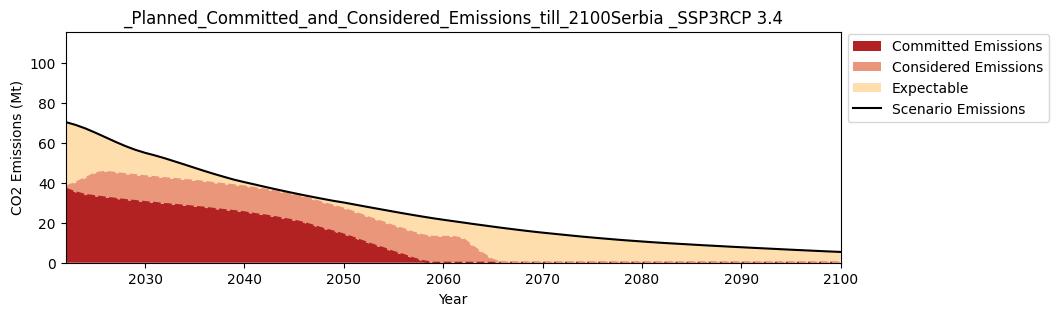 _Planned_Committed_and_Considered_Emissions_till_2100Serbia _SSP3RCP 3.4
Committed Emissions
Considered Emissions
Expectable
Scenario Emissions
CO2 Emissions (Mt)
100
80
60
40
20
0
2030 2040 2050 2060 2070 2080 2090 2100
Year